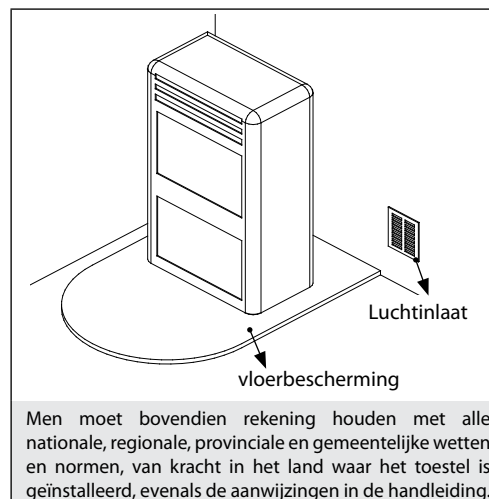 Luchtinlaat
vloerbescherming
Men moet bovendien rekening houden met alle
nationale, regionale, provinciale en gemeentelijke wetten
en normen, van kracht in het land waar het toestel is
geïnstalleerd, evenals de aanwijzingen in de handleiding.